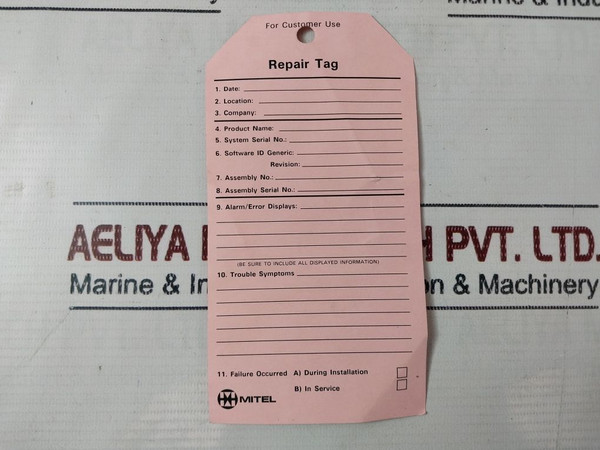 Marine & Indu
For Customer Use
Repair Tag
1. Date:
2. Location:
3. Company:
4. Product Name:
5. System Serial No.:
6. Software ID Generic:
Revision:
7. Assembly No.:
8. Assembly Serial No.:
9. Alarm/Error Displays:
AELIYA H PVT. LTD.
(BE SURE TO INCLUDE ALL DISPLAYED INFORMATION)
10. Trouble Symptoms
Marine & In on & Machinery
11. Failure Occurred A) During Installation
B) In Service
MITEL